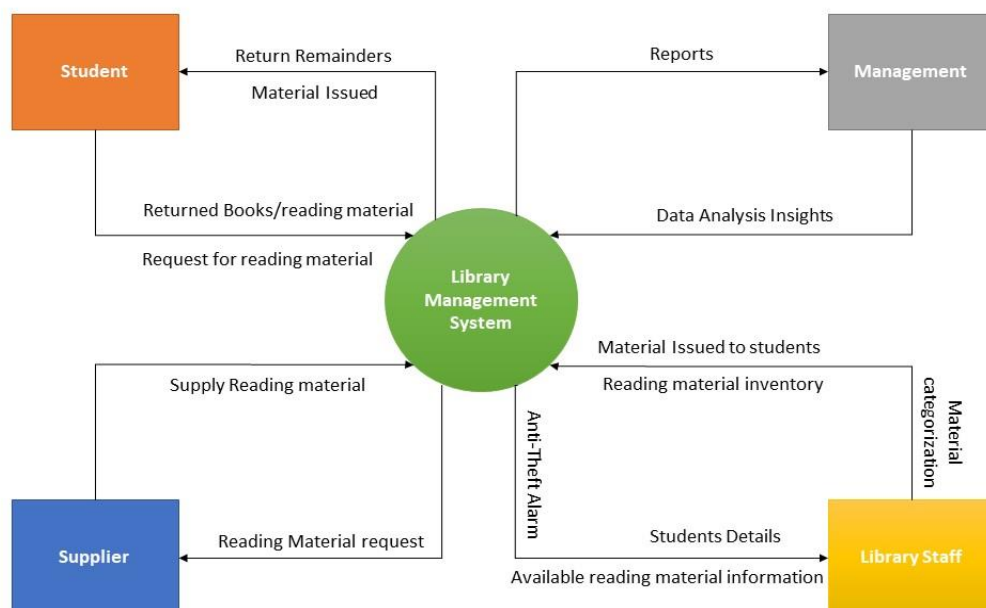 Student
Return Remainders
Material Issued
Reports
Management
Returned Books/reading material
Request for reading material
Data Analysis Insights
Library
Management
System
Supply Reading material
Material Issued to students
Reading material inventory
Material
categorization
Anti-Theft Alarm
Supplier
Reading Material request
Students Details
Available reading material information
Library Staff